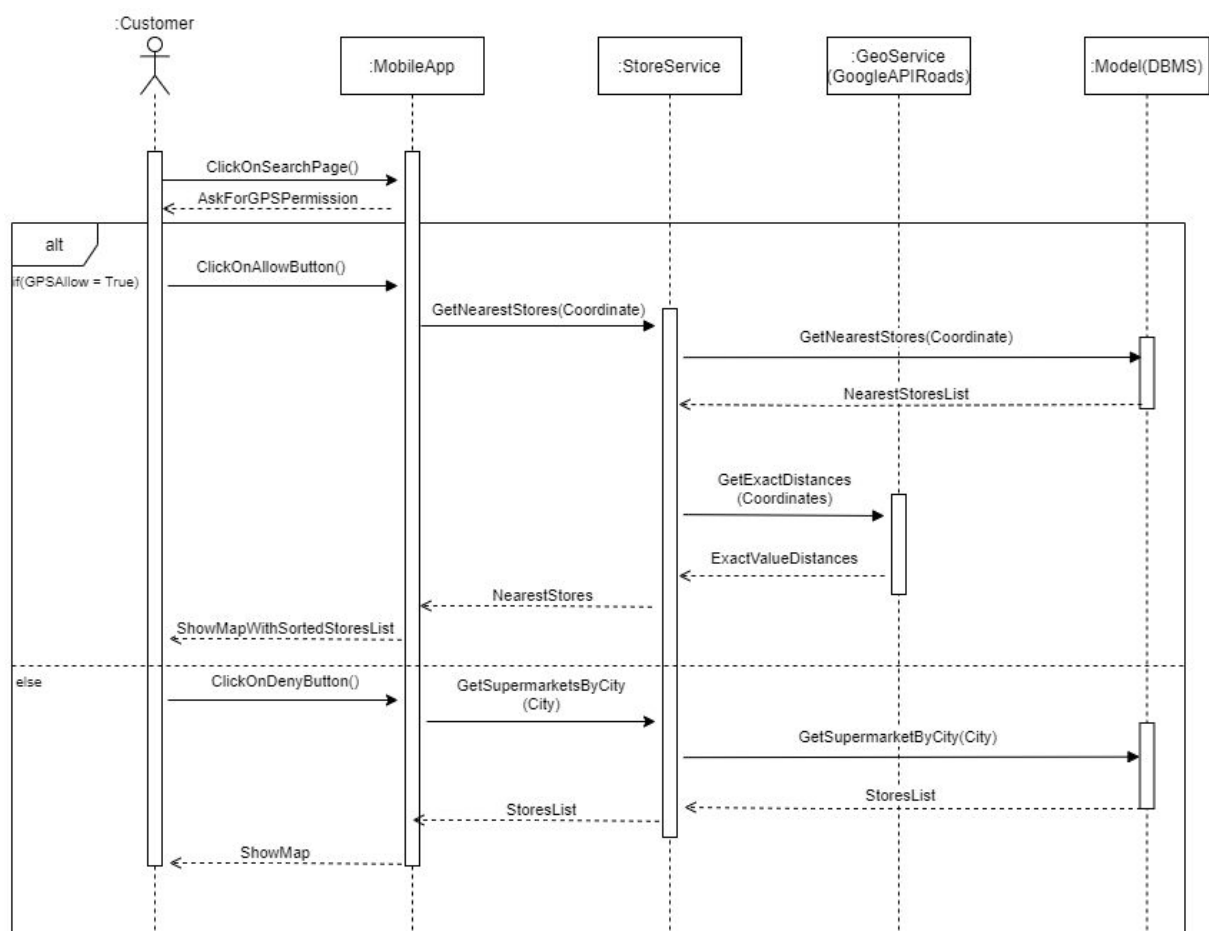 :Customer
:MobileApp
:StoreService
:GeoService
(GoogleAPIRoads)
:Model(DBMS)
ClickOnSearchPage()
AskForGPSPermission
alt
if(GPSAllow = True)
ClickOnAllowButton()
GetNearestStores(Coordinate)
GetNearestStores(Coordinate)
NearestStoresList
GetExactDistances
(Coordinates)
ExactValueDistances
NearestStores
ShowMapWithSortedStoresList
else
ClickOnDenyButton()
GetSupermarketsByCity
(City)
GetSupermarketByCity(City)
StoresList
StoresList
ShowMap